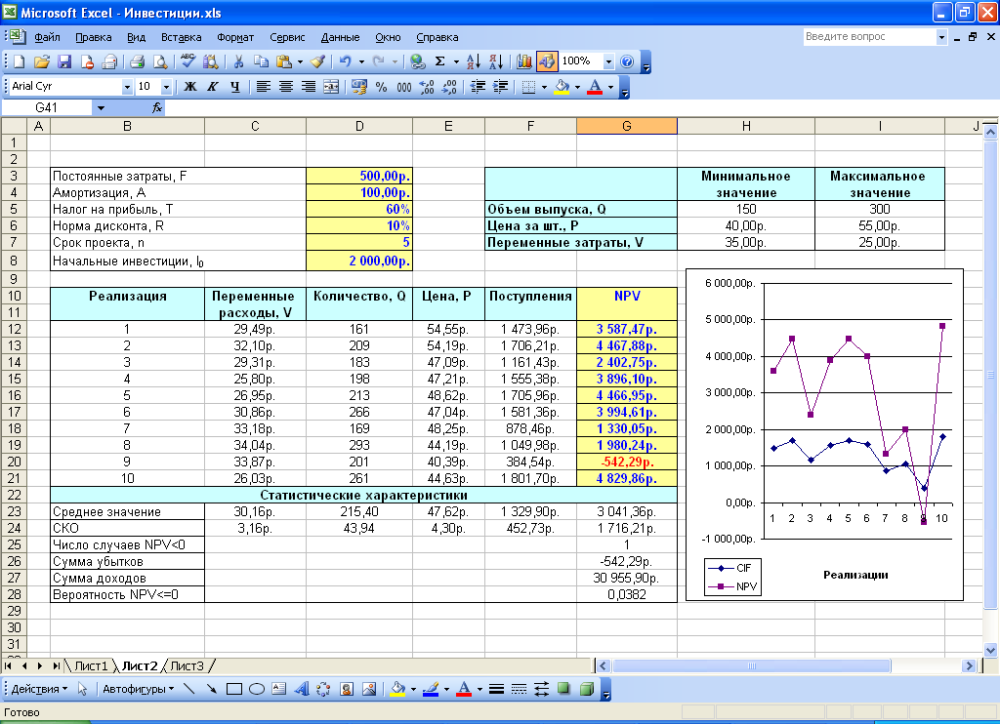 Microsoft Excel - Инвестиции.xls
Файл Правка Вид Вставка Формат Сервис Данные Окно Справка Введите вопрос
100%
Arial Cyr 10 Ж К Ч % 000
G41 fx
A B C D E F G H I J
1
2
3 Постоянные затраты, F 500,00р. Минимальное Максимальное
4 Амортизация, A 100,00р. значение значение
5 Налог на прибыль, T 60% Объем выпуска, Q 150 300
6 Норма дисконта, R 10% Цена за шт., P 40,00р. 55,00р.
7 Срок проекта, n 5 Переменные затраты, V 35,00р. 25,00р.
8 Начальные инвестиции, I0 2 000,00р.
9
10 Реализация Переменные Количество, Q Цена, P Поступления NPV
11 расходы, V
12 1 29,49р. 161 54,55р. 1 473,96р. 3 587,47р.
13 2 32,10р. 209 54,19р. 1 706,21р. 4 467,88р.
14 3 29,31р. 183 47,09р. 1 161,43р. 2 402,75р.
15 4 25,80р. 198 47,21р. 1 555,38р. 3 896,10р.
16 5 26,95р. 213 48,62р. 1 705,96р. 4 466,95р.
17 6 30,86р. 266 47,04р. 1 581,36р. 3 994,61р.
18 7 33,18р. 169 48,25р. 878,46р. 1 330,05р.
19 8 34,04р. 293 44,19р. 1 049,98р. 1 980,24р.
20 9 33,87р. 201 40,39р. 384,54р. -542,29р.
21 10 26,03р. 261 44,63р. 1 801,70р. 4 829,86р.
22 Статистические характеристики
23 Среднее значение 30,16р. 215,40 47,62р. 1 329,90р. 3 041,36р.
24 СКО 3,16р. 43,94 4,30р. 452,73р. 1 716,21р.
25 Число случаев NPV<0 1
26 Сумма убытков -542,29р.
27 Сумма доходов 30 955,90р.
28 Вероятность NPV<=0 0,0382
29
30
31
6 000,00р.
5 000,00р.
4 000,00р.
3 000,00р.
2 000,00р.
1 000,00р.
0,00р.
1 2 3 4 5 6 7 8 9 10
-1 000,00р.
CIF
NPV
Реализации
Лист1 Лист2 Лист3
Действия Автофигуры
Готово